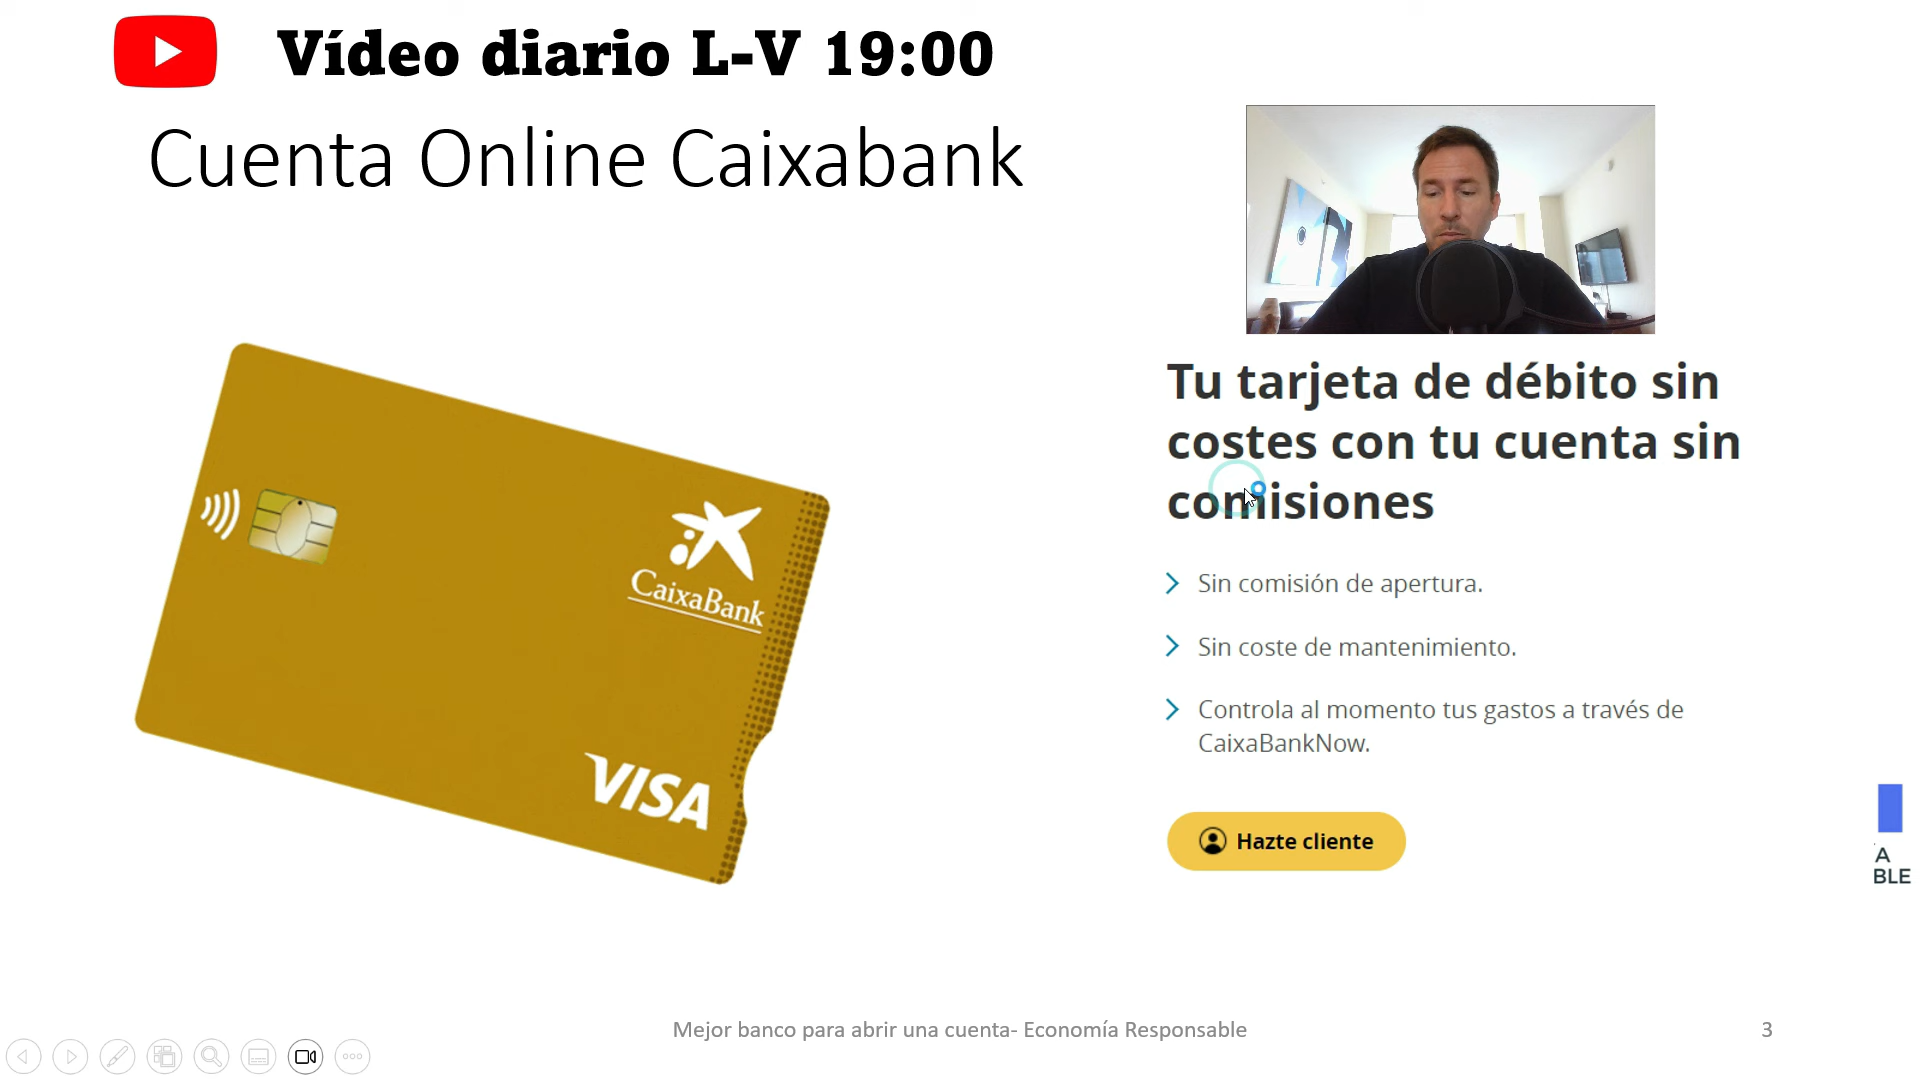 Vídeo diario L-V 19:00
Cuenta Online Caixabank
Tu tarjeta de débito sin
costes con tu cuenta sin
comisiones
CaixaBank
VISA
Sin comisión de apertura.
Sin coste de mantenimiento.
Controla al momento tus gastos a través de
CaixaBankNow.
Hazte cliente
A
BLE
Mejor banco para abrir una cuenta- Economía Responsable
3